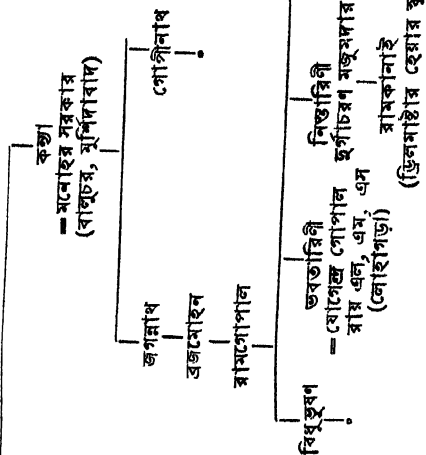 কন্যা
— মনোহর সরকার
(বালুচর, মুর্শিদাবাদ)
জগন্নাথ
গোপীনাথ
ব্রজমোহন
রামগোপাল
বিধুভূষণ
ভবতারিণী
— যোগেন্দ্র গোপাল
রায় এল, এম, এস
(লোহাগড়া)
নিস্তারিণী
দুর্গাচরণ মজুমদার
রামকানাই
(ড্রিলমাষ্টার হেয়ার